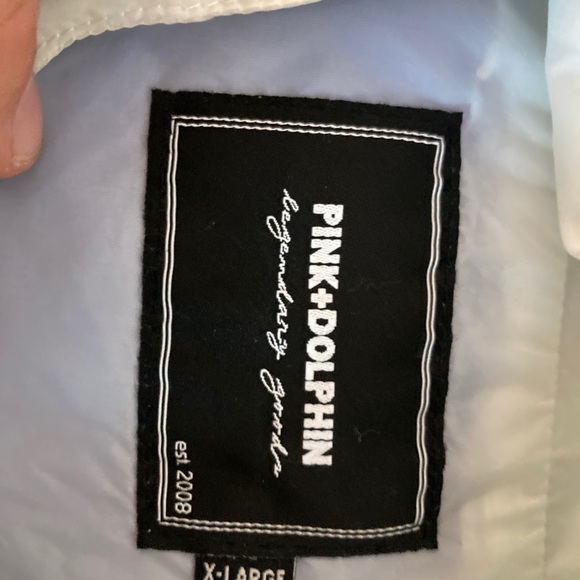 PINK+DOLPHIN
legendary goods
est. 2008
X-LARGE